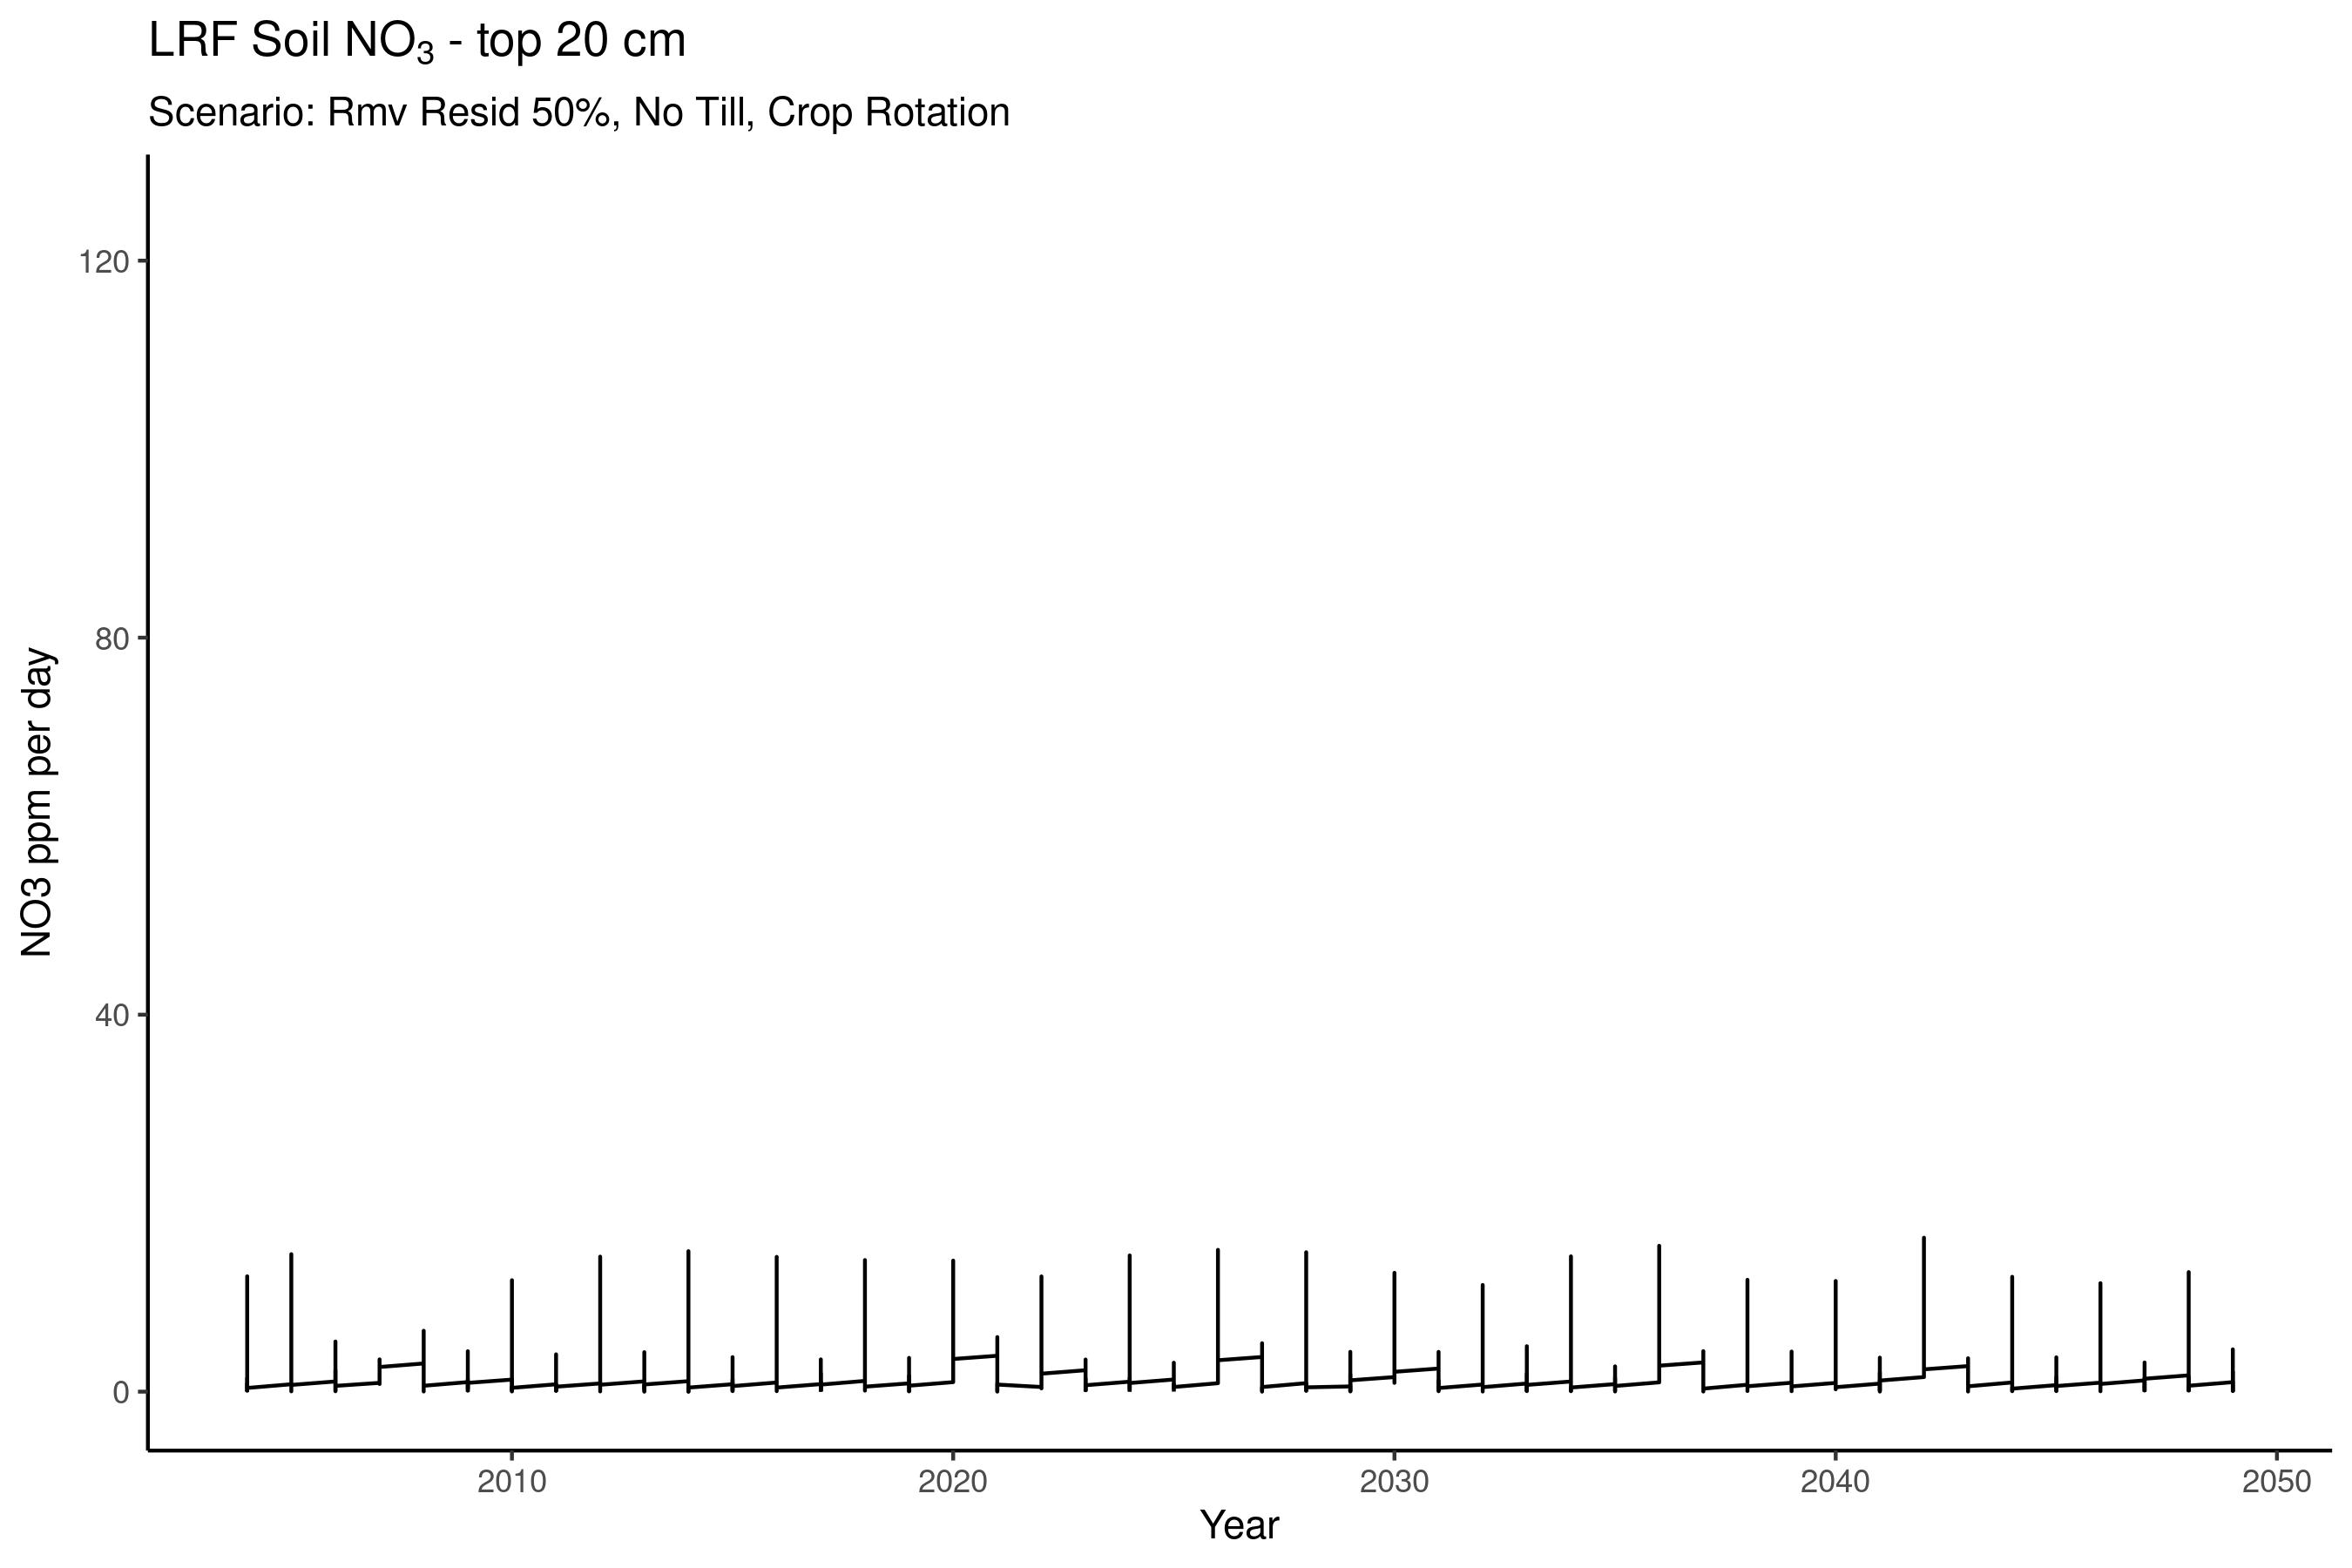 LRF Soil NO₃ - top 20 cm
Scenario: Rmv Resid 50%, No Till, Crop Rotation
120
80
40
0
NO3 ppm per day
2010 2020 2030 2040 2050
Year